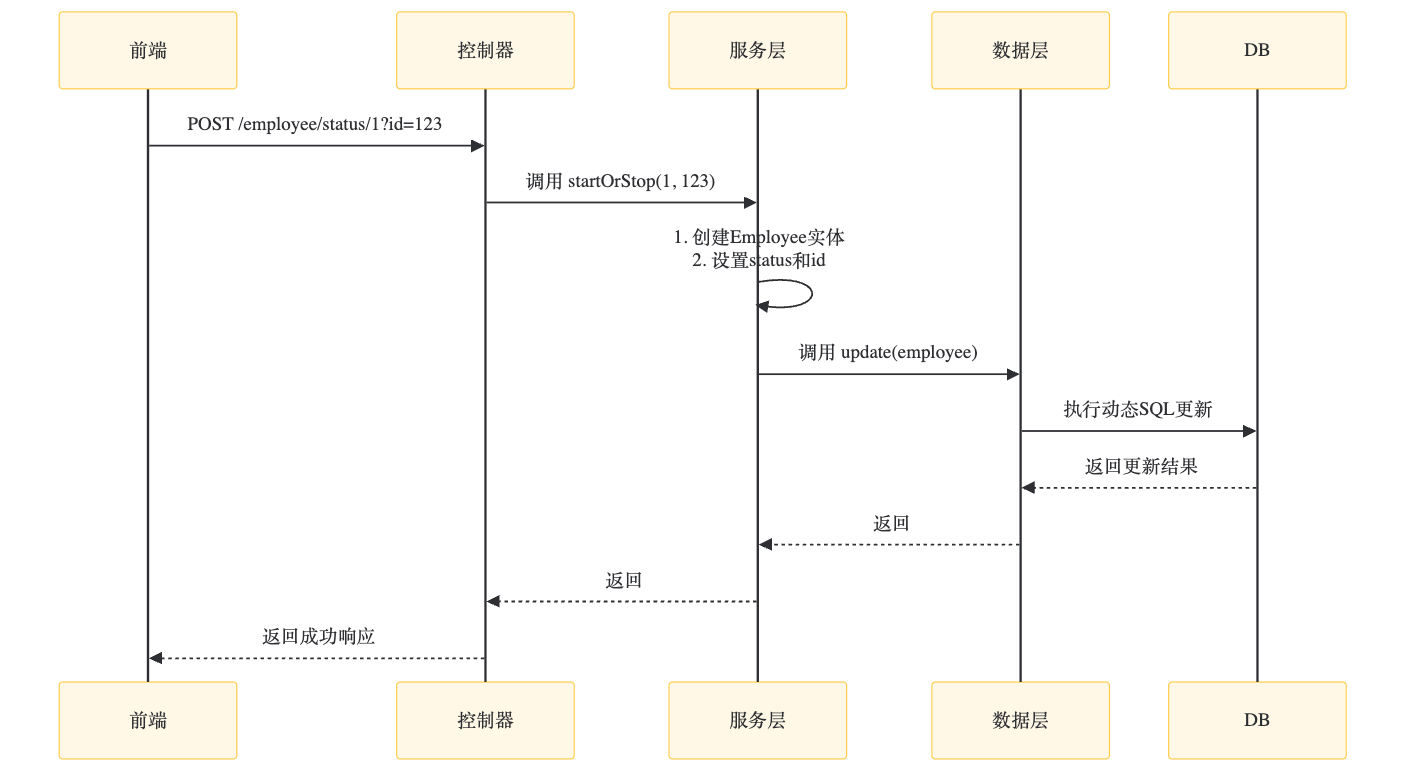 前端
控制器
服务层
数据层
DB
POST /employee/status/1?id=123
调用 startOrStop(1, 123)
1. 创建Employee实体
2. 设置status和id
调用 update(employee)
执行动态SQL更新
返回更新结果
返回
返回
返回成功响应
前端
控制器
服务层
数据层
DB